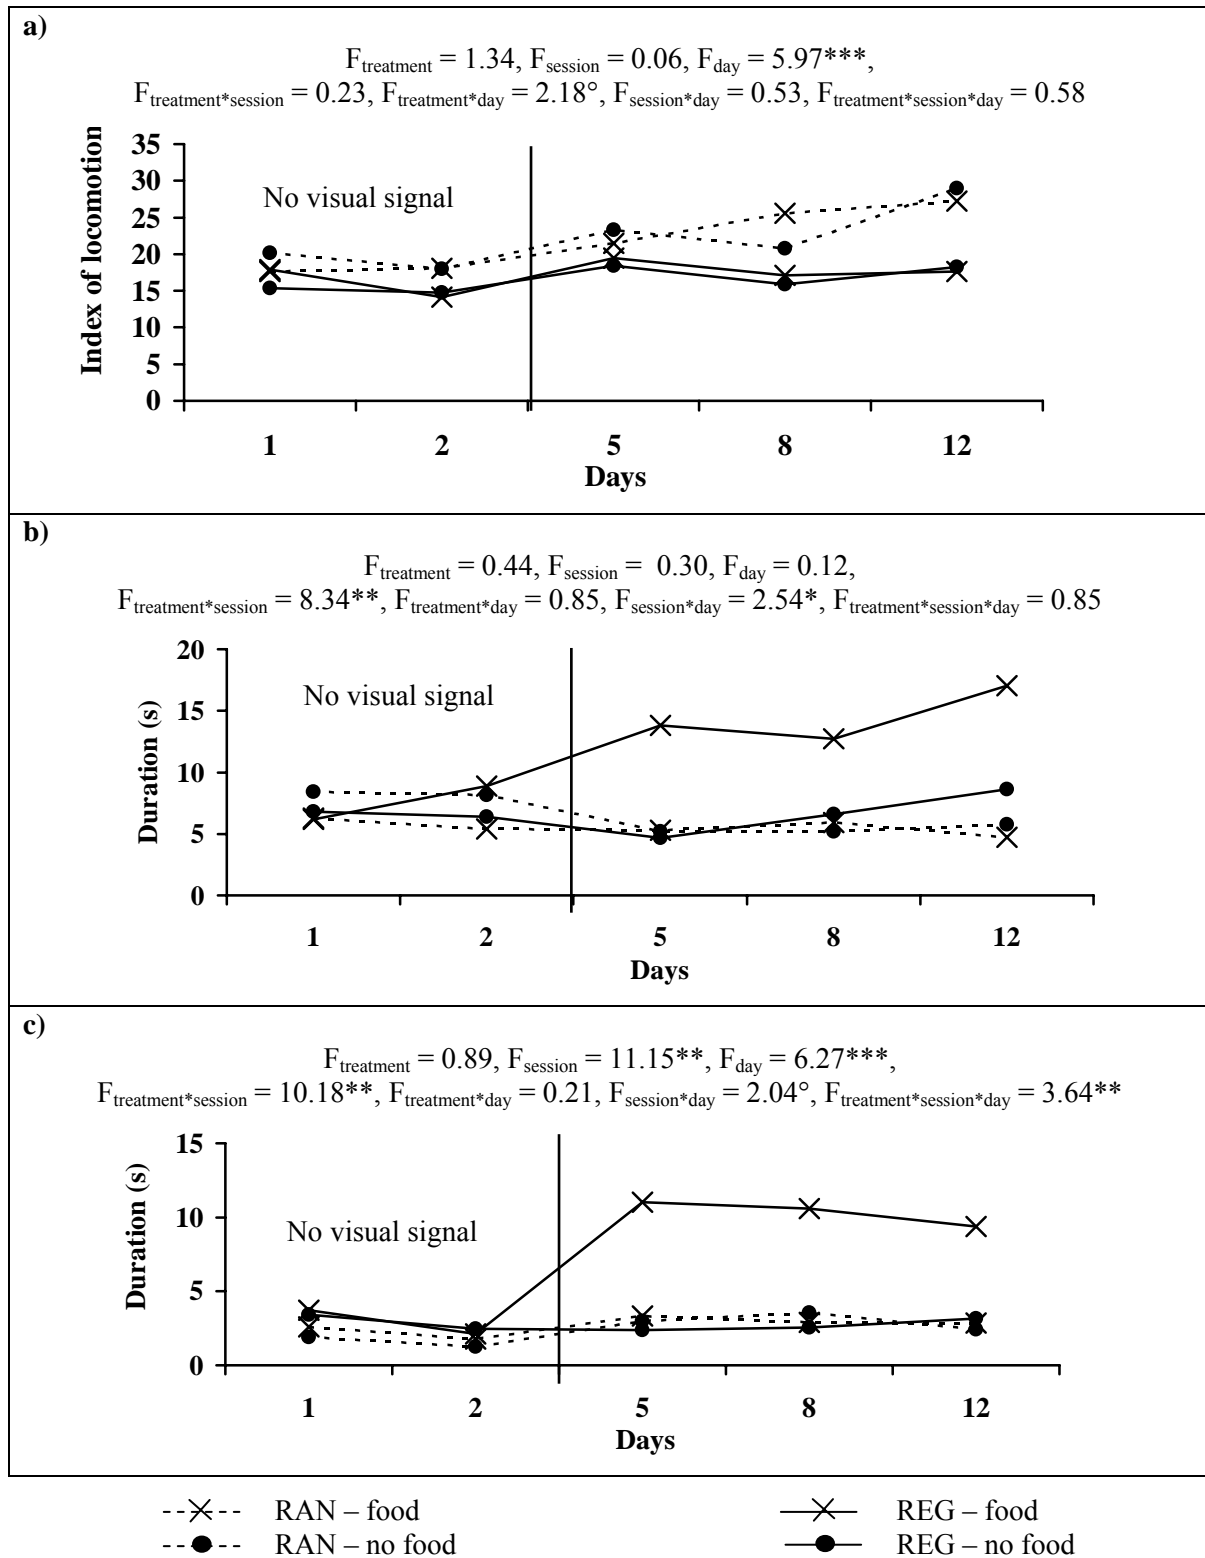 a)
F_treatment = 1.34, F_session = 0.06, F_day = 5.97***,
F_treatment*session = 0.23, F_treatment*day = 2.18°, F_session*day = 0.53, F_treatment*session*day = 0.58
Index of locomotion
35
30
25
20
15
10
5
0
No visual signal
1 2 5 8 12
Days
b)
F_treatment = 0.44, F_session = 0.30, F_day = 0.12,
F_treatment*session = 8.34**, F_treatment*day = 0.85, F_session*day = 2.54*, F_treatment*session*day = 0.85
Duration (s)
20
15
10
5
0
No visual signal
1 2 5 8 12
Days
c)
F_treatment = 0.89, F_session = 11.15**, F_day = 6.27***,
F_treatment*session = 10.18**, F_treatment*day = 0.21, F_session*day = 2.04°, F_treatment*session*day = 3.64**
Duration (s)
15
10
5
0
No visual signal
1 2 5 8 12
Days
RAN – food REG – food
RAN – no food REG – no food